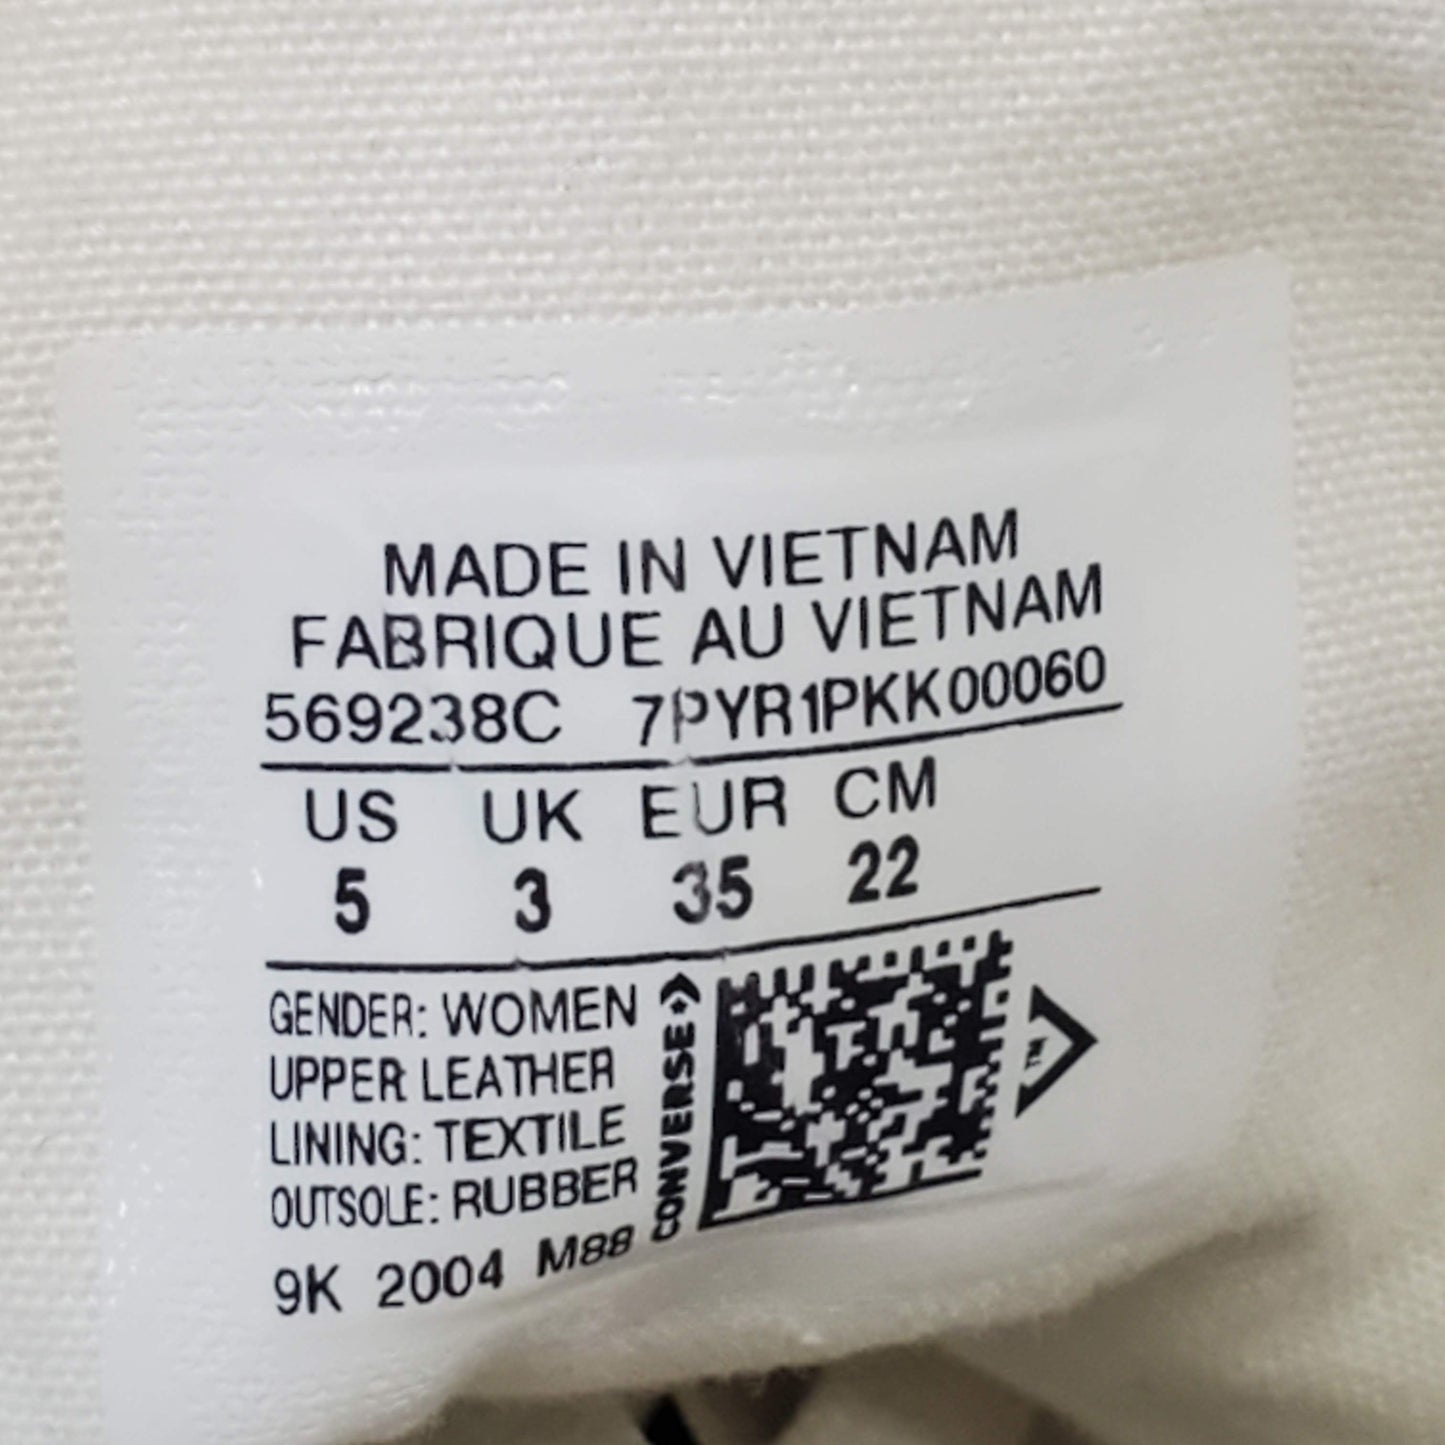 MADE IN VIETNAM
FABRIQUE AU VIETNAM
569238C 7PYR1PKK00060
US UK EUR CM
5 3 35 22
GENDER: WOMEN
UPPER LEATHER
LINING: TEXTILE
OUTSOLE: RUBBER
9K 2004 M88
CONVERSE
TM